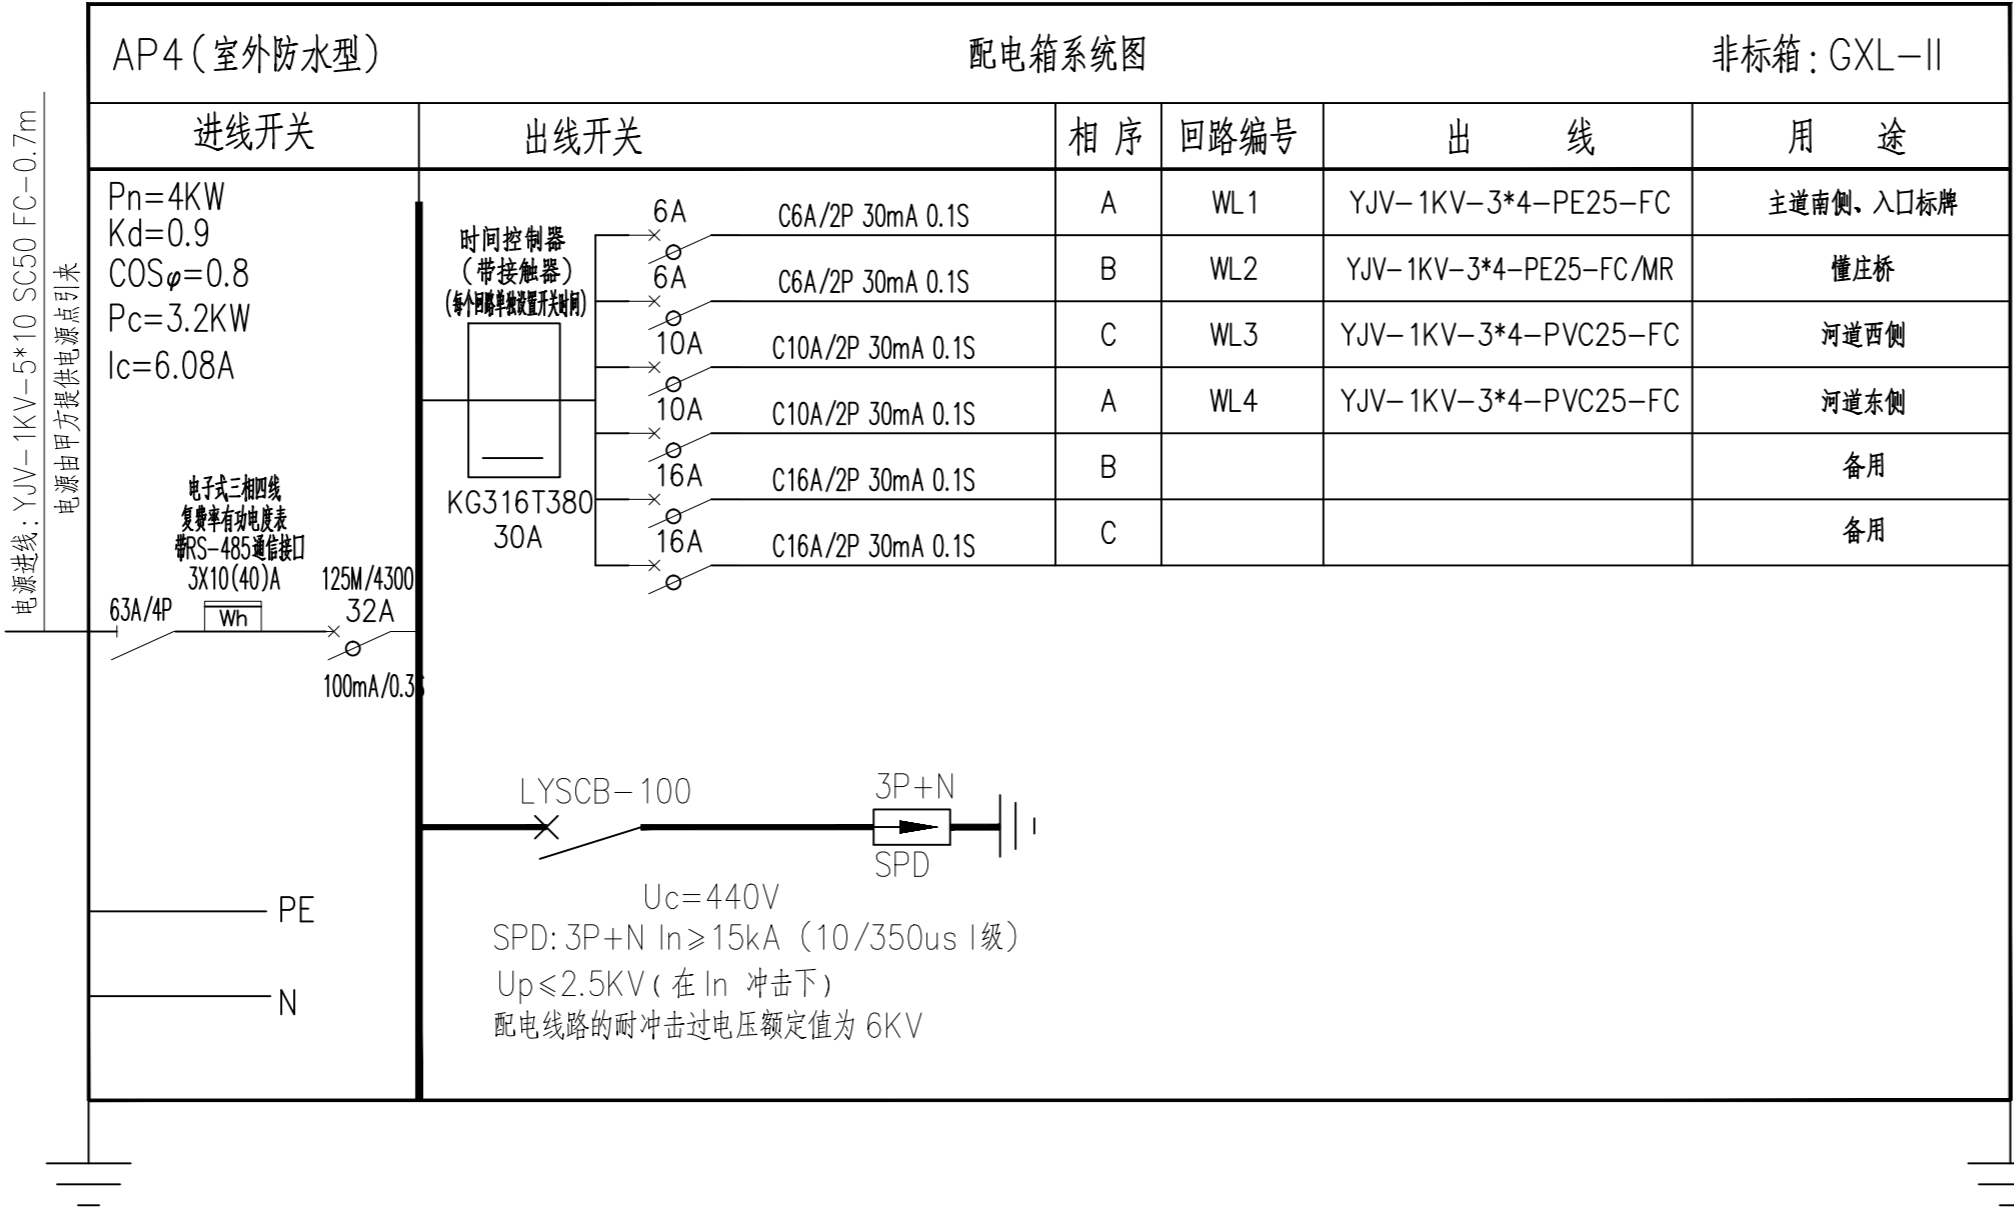 AP4(室外防水型)
配电箱系统图
非标箱:GXL-II
进线开关
出线开关
相 序
回路编号
出 线
用 途
电源进线:YJV-1KV-5*10 SC50 FC-0.7m
电源由甲方提供电源点引来
Pn=4KW
Kd=0.9
COSφ=0.8
Pc=3.2KW
Ic=6.08A
电子式三相四线
复费率有功电度表
带RS-485通信接口
3X10(40)A
63A/4P
Wh
125M/4300
32A
100mA/0.3S
PE
N
时间控制器
(带接触器)
(每个回路单独设置开关时间)
KG316T380
30A
6A C6A/2P 30mA 0.1S A WL1 YJV-1KV-3*4-PE25-FC 主道南侧、入口标牌
6A C6A/2P 30mA 0.1S B WL2 YJV-1KV-3*4-PE25-FC/MR 懂庄桥
10A C10A/2P 30mA 0.1S C WL3 YJV-1KV-3*4-PVC25-FC 河道西侧
10A C10A/2P 30mA 0.1S A WL4 YJV-1KV-3*4-PVC25-FC 河道东侧
16A C16A/2P 30mA 0.1S B 备用
16A C16A/2P 30mA 0.1S C 备用
LYSCB-100
3P+N
SPD
Uc=440V
SPD:3P+N In≥15kA (10/350us I级)
Up≤2.5KV(在In 冲击下)
配电线路的耐冲击过电压额定值为 6KV